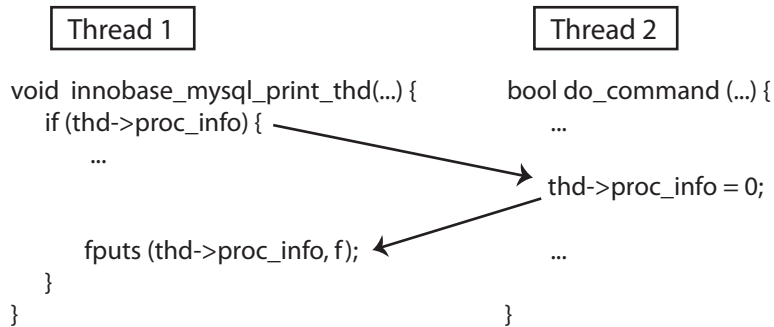 Thread 1
void innobase_mysql_print_thd(...) {
if (thd->proc_info) {
...
fputs (thd->proc_info, f);
}
}
Thread 2
bool do_command (...) {
...
thd->proc_info = 0;
...
}